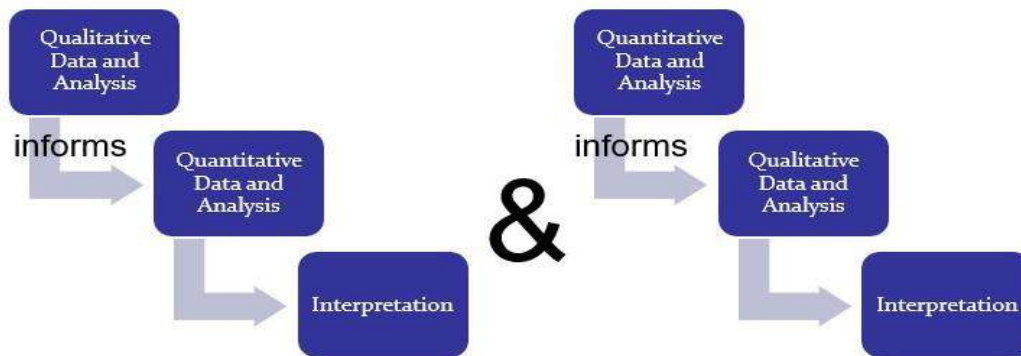 Qualitative
Data and
Analysis
informs
Quantitative
Data and
Analysis
Interpretation
&
Quantitative
Data and
Analysis
informs
Qualitative
Data and
Analysis
Interpretation